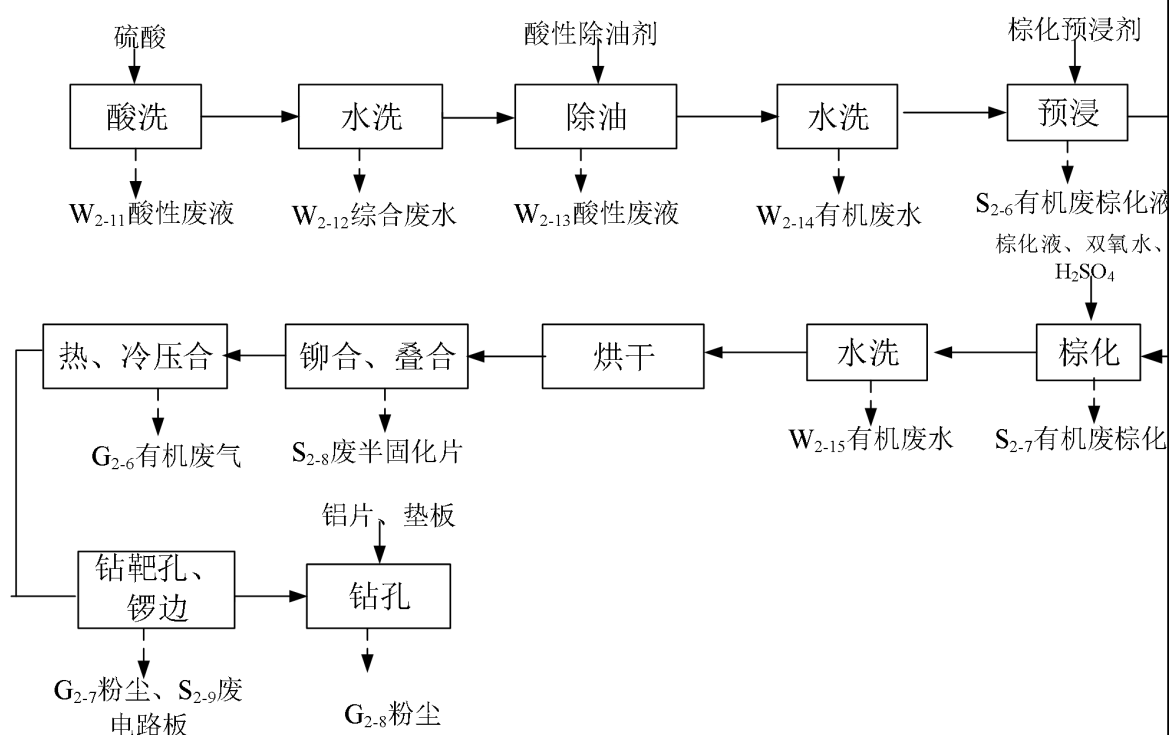 硫酸
酸性除油剂
棕化预浸剂
酸洗
水洗
除油
水洗
预浸
W2-11酸性废液
W2-12综合废水
W2-13酸性废液
W2-14有机废水
S2-6有机废棕化液
棕化液、双氧水、
H2SO4
热、冷压合
铆合、叠合
烘干
水洗
棕化
G2-6有机废气
S2-8废半固化片
W2-15有机废水
S2-7有机废棕化
铝片、垫板
钻靶孔、
锣边
钻孔
G2-7粉尘、S2-9废
电路板
G2-8粉尘